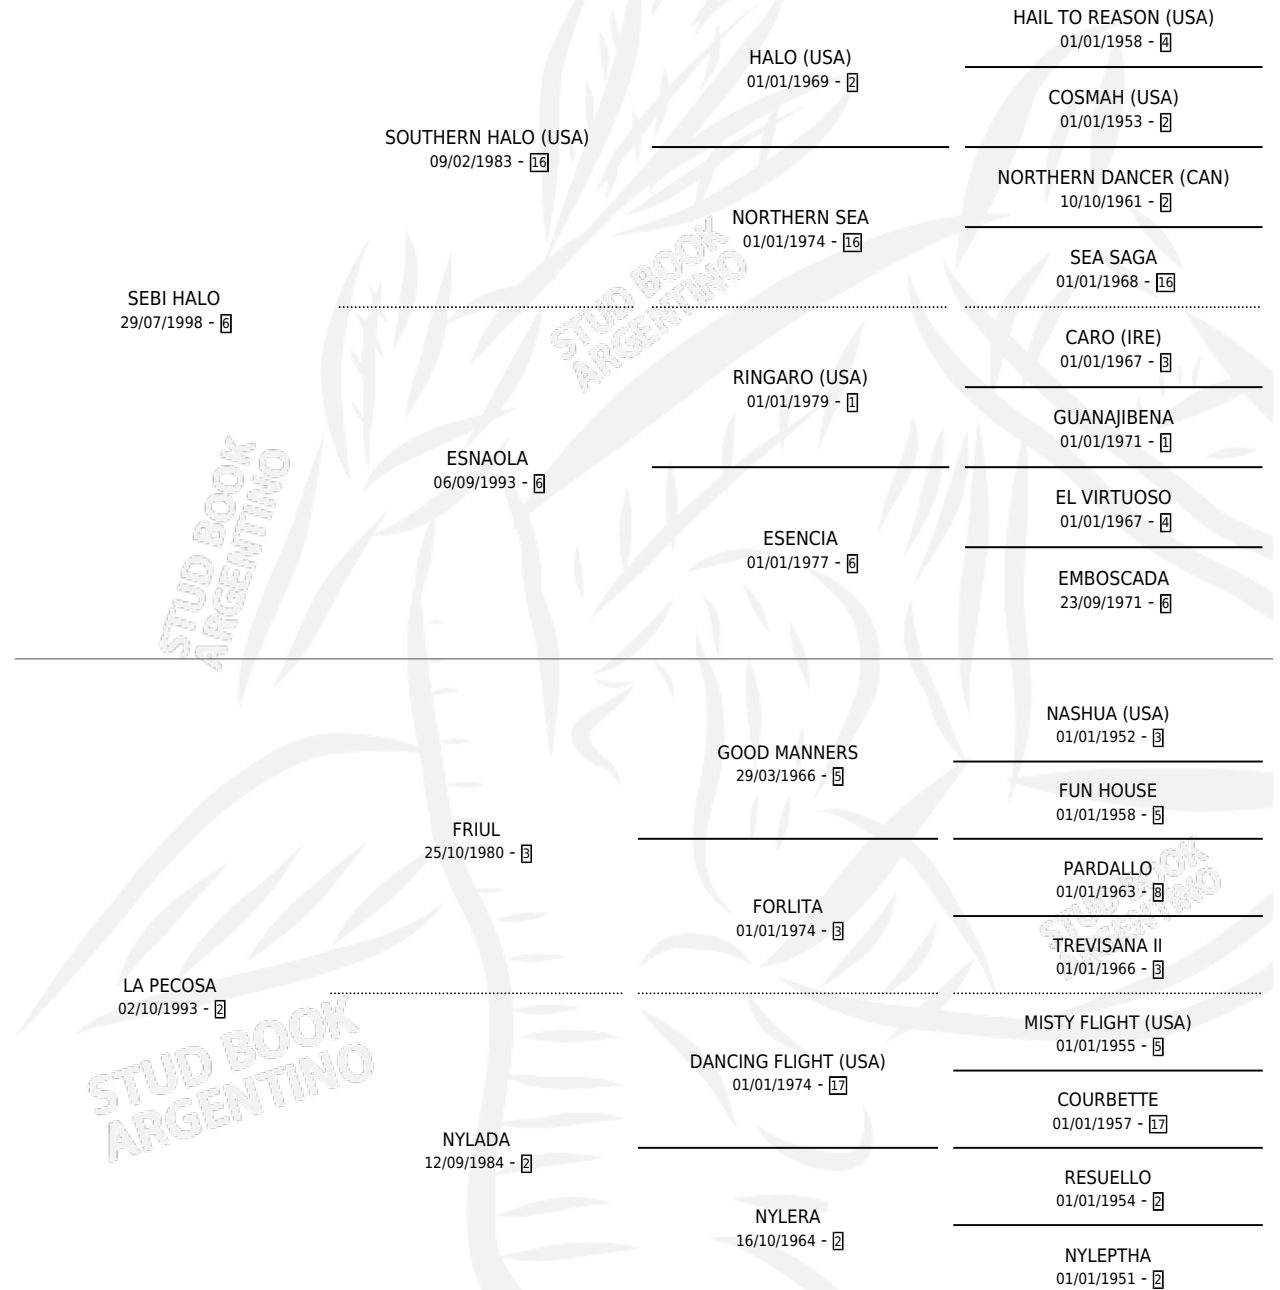 HAIL TO REASON (USA)
01/01/1958 - 4
HALO (USA)
01/01/1969 - 2
COSMAH (USA)
01/01/1953 - 2
SOUTHERN HALO (USA)
09/02/1983 - 16
NORTHERN DANCER (CAN)
10/10/1961 - 2
NORTHERN SEA
01/01/1974 - 16
SEA SAGA
01/01/1968 - 16
SEBI HALO
29/07/1998 - 6
CARO (IRE)
01/01/1967 - 3
RINGARO (USA)
01/01/1979 - 1
GUANAJIBENA
01/01/1971 - 1
ESNAOLA
06/09/1993 - 6
EL VIRTUOSO
01/01/1967 - 4
ESENCIA
01/01/1977 - 6
EMBOSCADA
23/09/1971 - 6
NASHUA (USA)
01/01/1952 - 3
GOOD MANNERS
29/03/1966 - 5
FUN HOUSE
01/01/1958 - 5
FRIUL
25/10/1980 - 3
PARDALLO
01/01/1963 - 8
FORLITA
01/01/1974 - 3
TREVISANA II
01/01/1966 - 3
LA PECOSA
02/10/1993 - 2
MISTY FLIGHT (USA)
01/01/1955 - 5
DANCING FLIGHT (USA)
01/01/1974 - 17
COURBETTE
01/01/1957 - 17
NYLADA
12/09/1984 - 2
RESUELLO
01/01/1954 - 2
NYLERA
16/10/1964 - 2
NYLEPTHA
01/01/1951 - 2
STUD BOOK
ARGENTINO
STUD BOOK
ARGENTINO
STUD BOOK
ARGENTINO
STUD BOOK
ARGENTINO